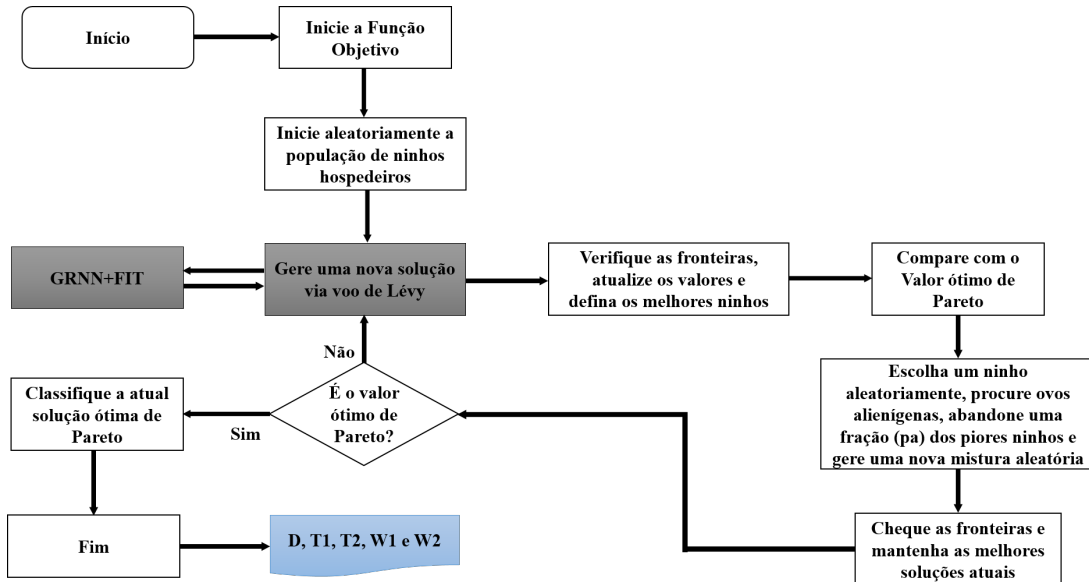 Início
Inicie a Função
Objetivo
Inicie aleatoriamente a
população de ninhos
hospedeiros
GRNN+FIT
Gere uma nova solução
via voo de Lévy
Verifique as fronteiras,
atualize os valores e
defina os melhores ninhos
Compare com o
Valor ótimo de
Pareto
Escolha um ninho
aleatoriamente, procure ovos
alienígenas, abandone uma
fração (pa) dos piores ninhos e
gere uma nova mistura aleatória
Cheque as fronteiras e
mantenha as melhores
soluções atuais
Não
É o valor
ótimo de
Pareto?
Sim
Classifique a atual
solução ótima de
Pareto
Fim
D, T1, T2, W1 e W2